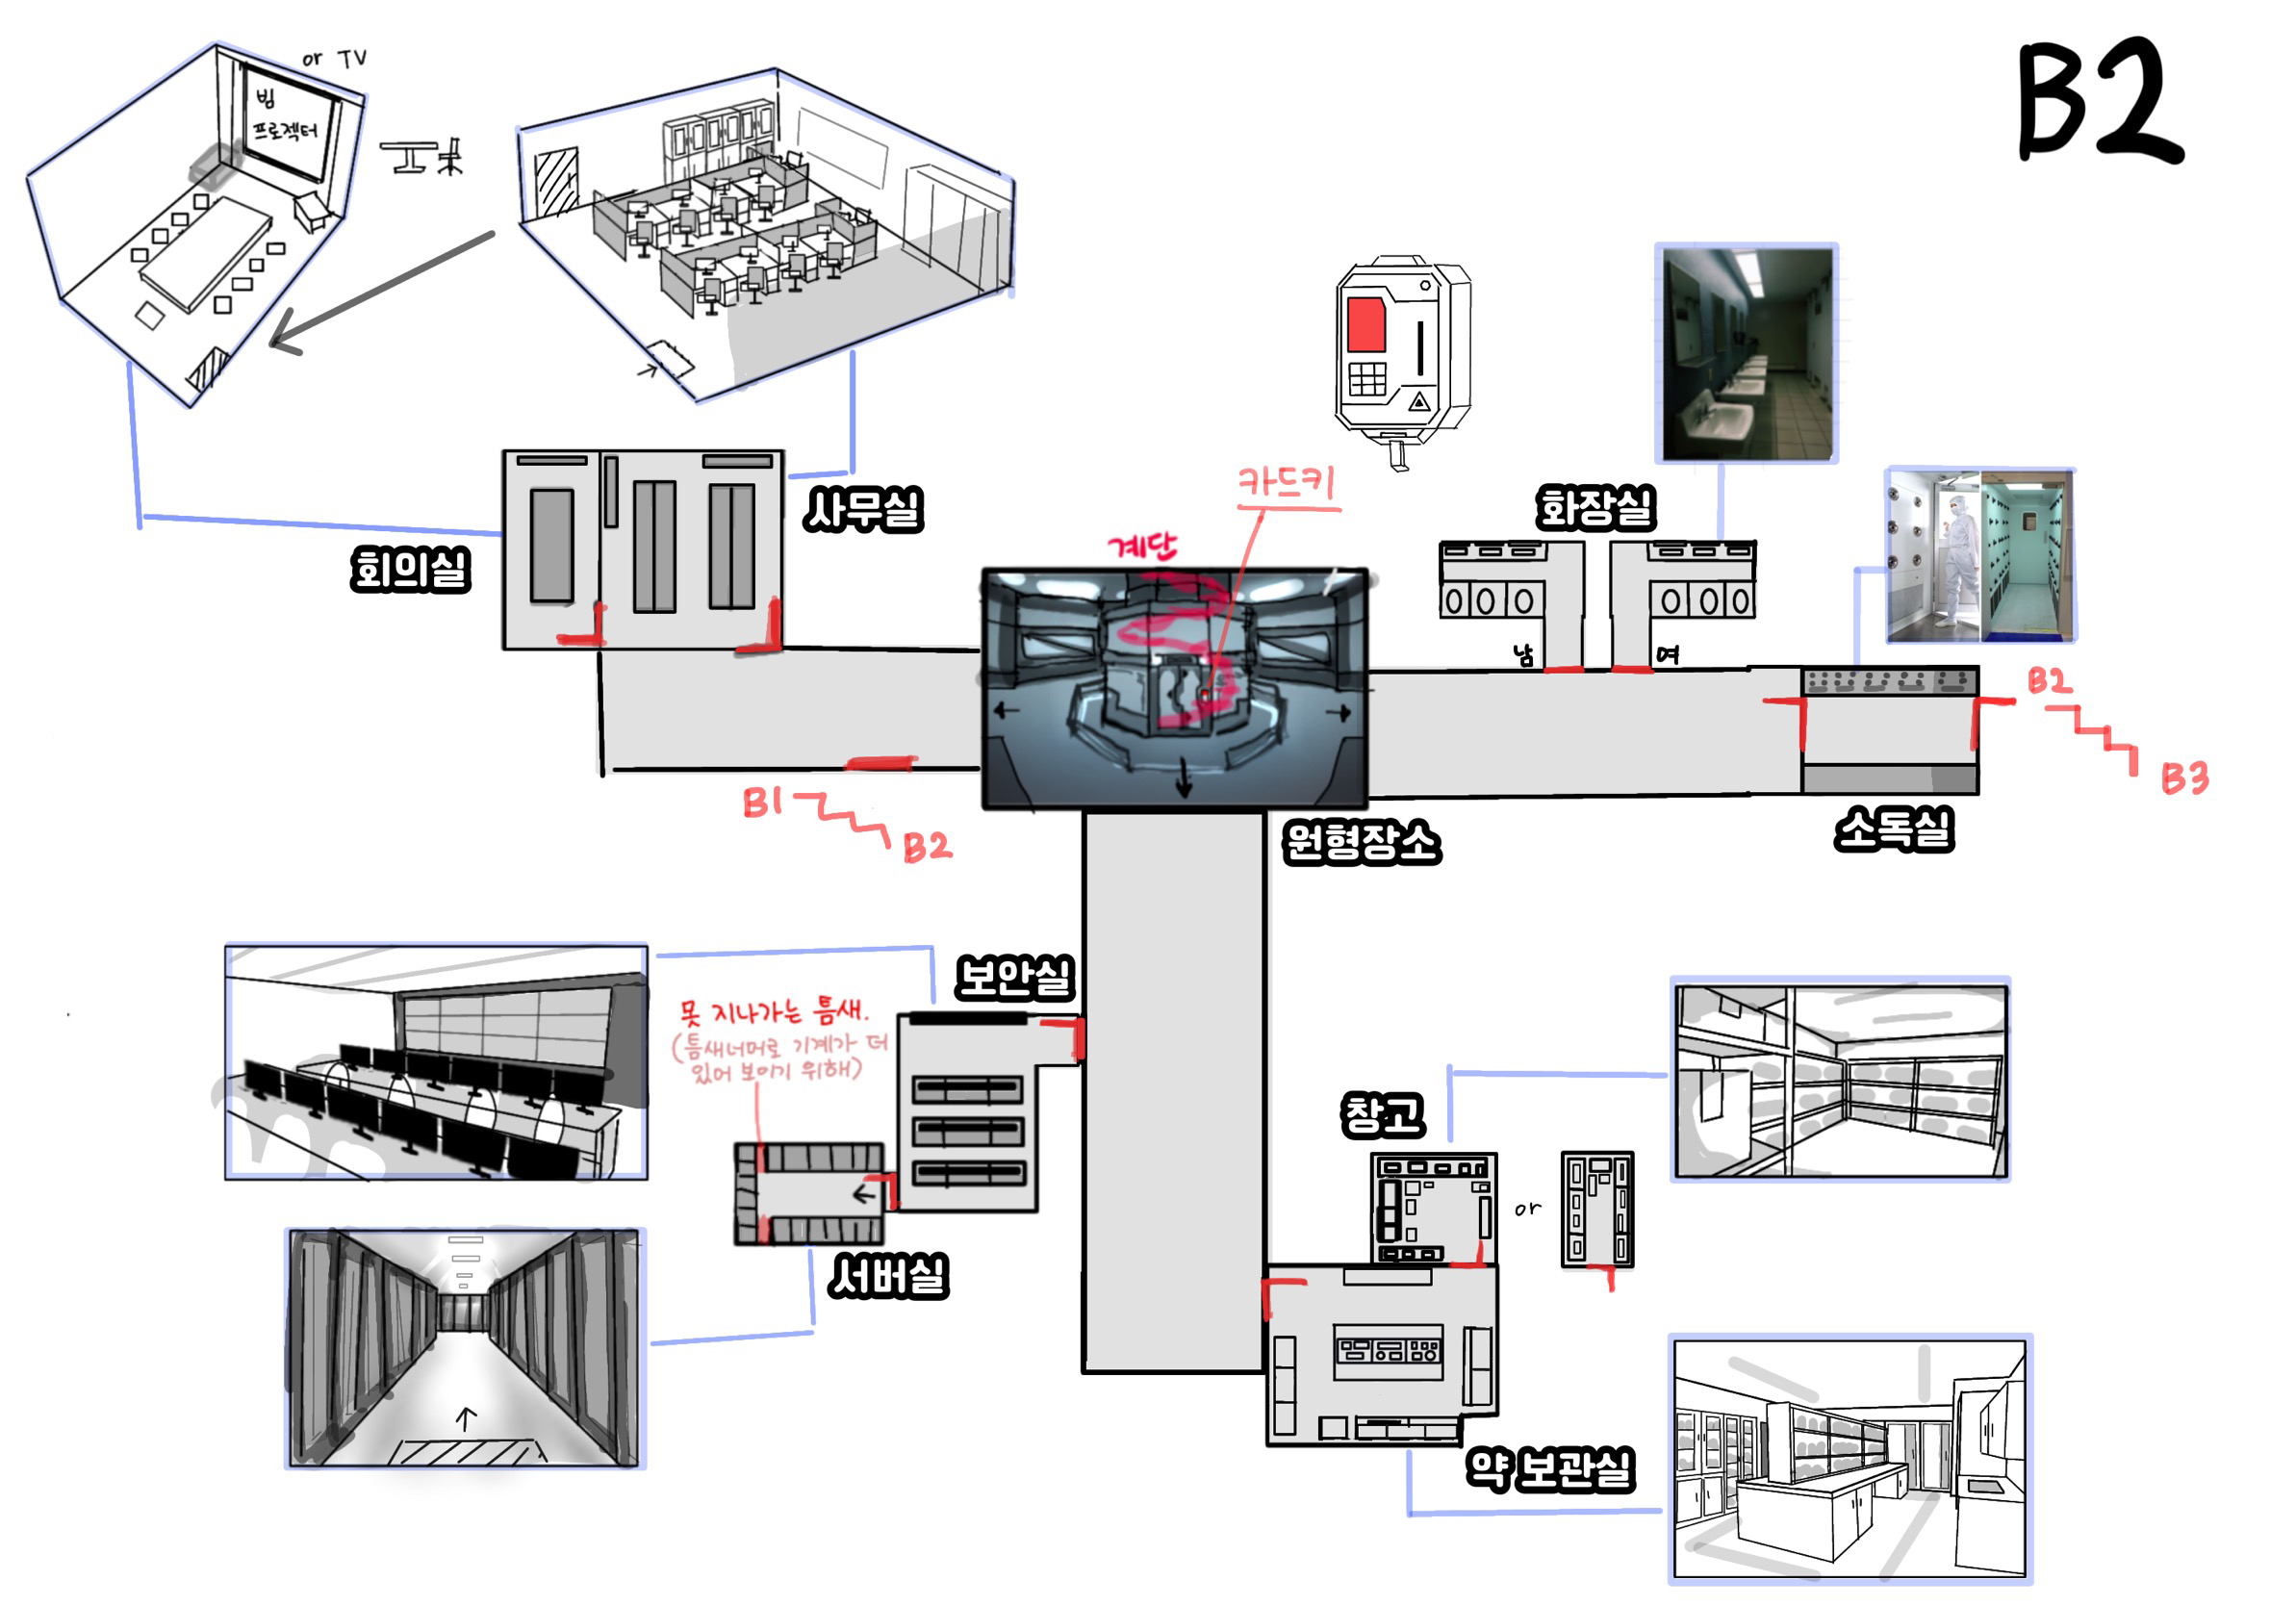 B2
or TV
빔
프로젝터
카드키
사무실
화장실
계단
회의실
남
여
B2
B3
B1
B2
원형장소
소독실
보안실
못 지나가는 틈새.
(틈새너머로 기계가 더
있어 보이기 위해)
창고
or
서버실
약 보관실